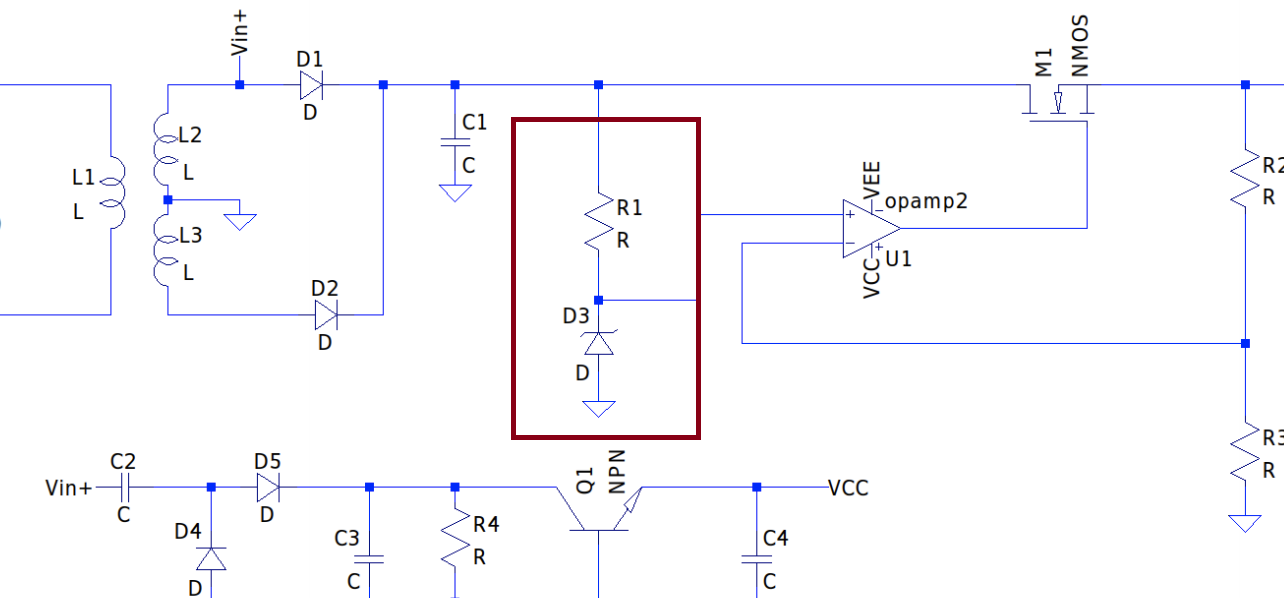 Vin+
D1
D
L1
L
L2
L
L3
L
D2
D
C1
C
R1
R
D3
D
VEE
opamp2
+
−
−
+
VCC
U1
M1
NMOS
R2
R
R3
R
Vin+
C2
C
D5
D
D4
D
C3
C
R4
R
Q1
NPN
VCC
C4
C